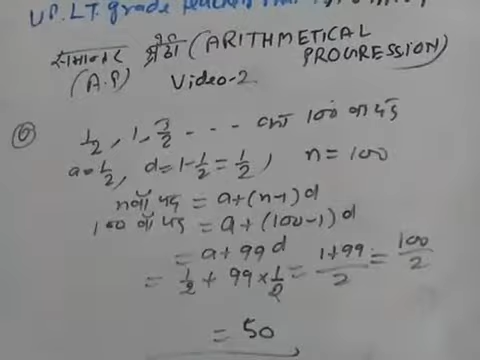 U.P. L.T. grade teacher
समान्तर श्रेणी (ARITHMETICAL
PROGRESSION)
(A.P) Video-2.
1/2, 1, 3/2 - - - का 100 वां पद
a=1/2, d=1-1/2=1/2, n=100
nवाँ पद = a+(n-1)d
100 वाँ पद = a+(100-1)d
= a+99d
= 1/2 + 99×1/2 = (1+99)/2 = 100/2
= 50